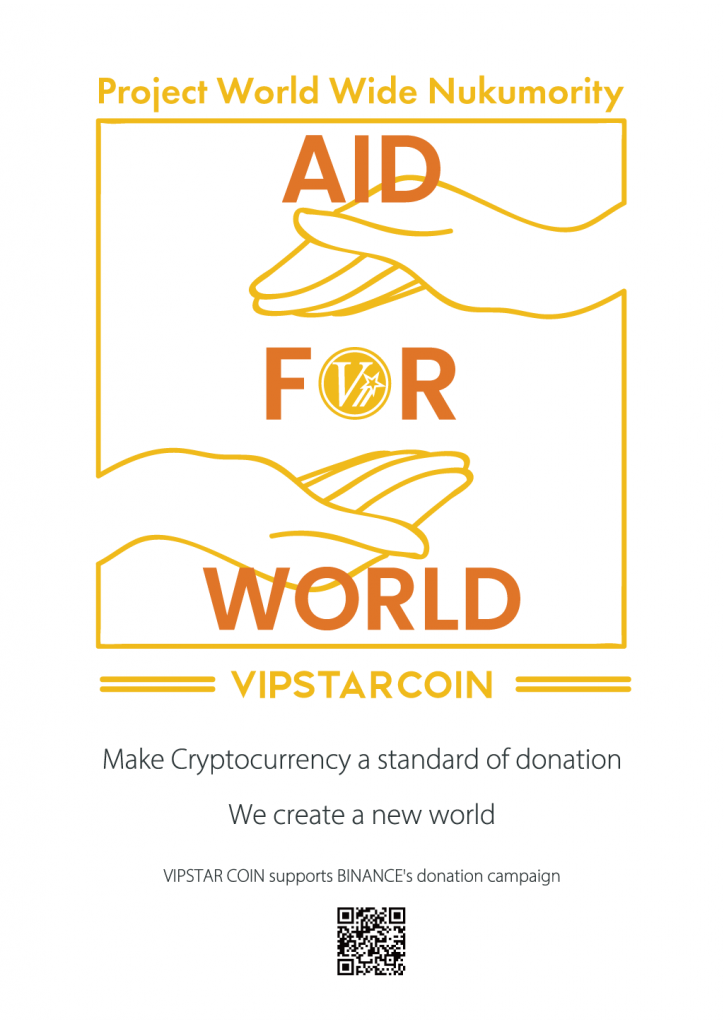 Project World Wide Nukumority
AID
FOR
WORLD
VIPSTARCOIN
Make Cryptocurrency a standard of donation
We create a new world
VIPSTAR COIN supports BINANCE's donation campaign